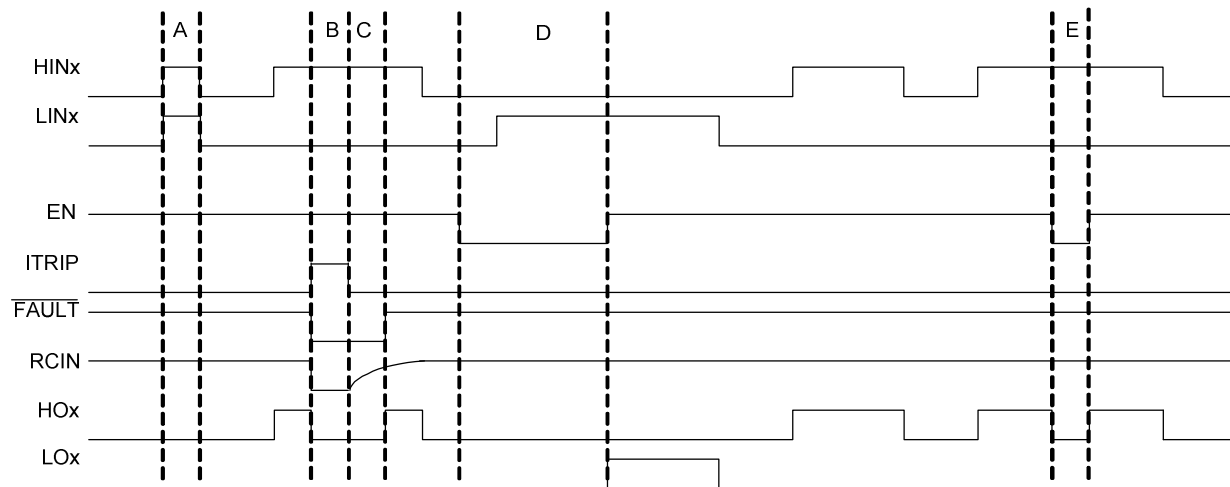 A B C D E
HINx
LINx
EN
ITRIP
FAULT
RCIN
HOx
LOx